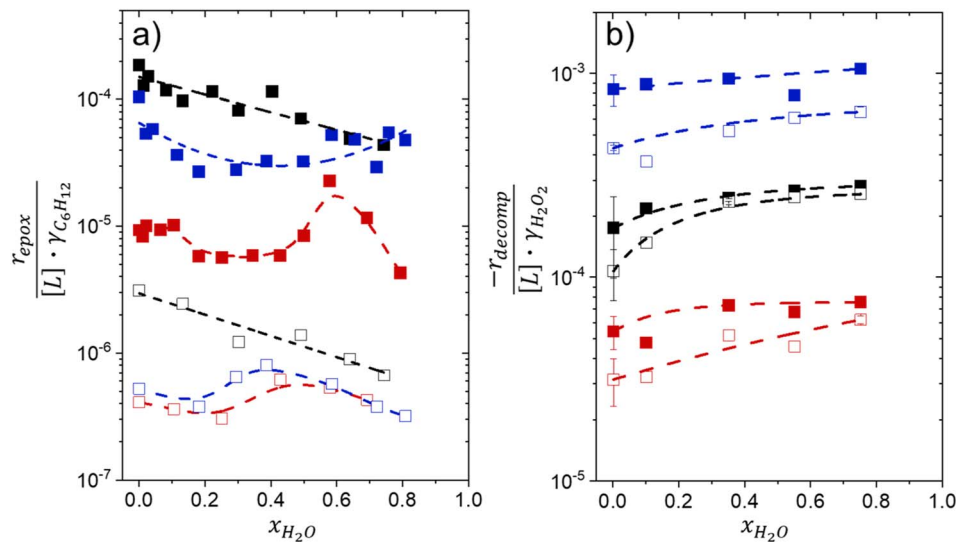 a)
10⁻⁴
10⁻⁵
10⁻⁶
10⁻⁷
r_epox
[L] · γ_C₆H₁₂
0.0 0.2 0.4 0.6 0.8 1.0
x_H₂O
b)
10⁻³
10⁻⁴
10⁻⁵
−r_decomp
[L] · γ_H₂O₂
0.0 0.2 0.4 0.6 0.8 1.0
x_H₂O